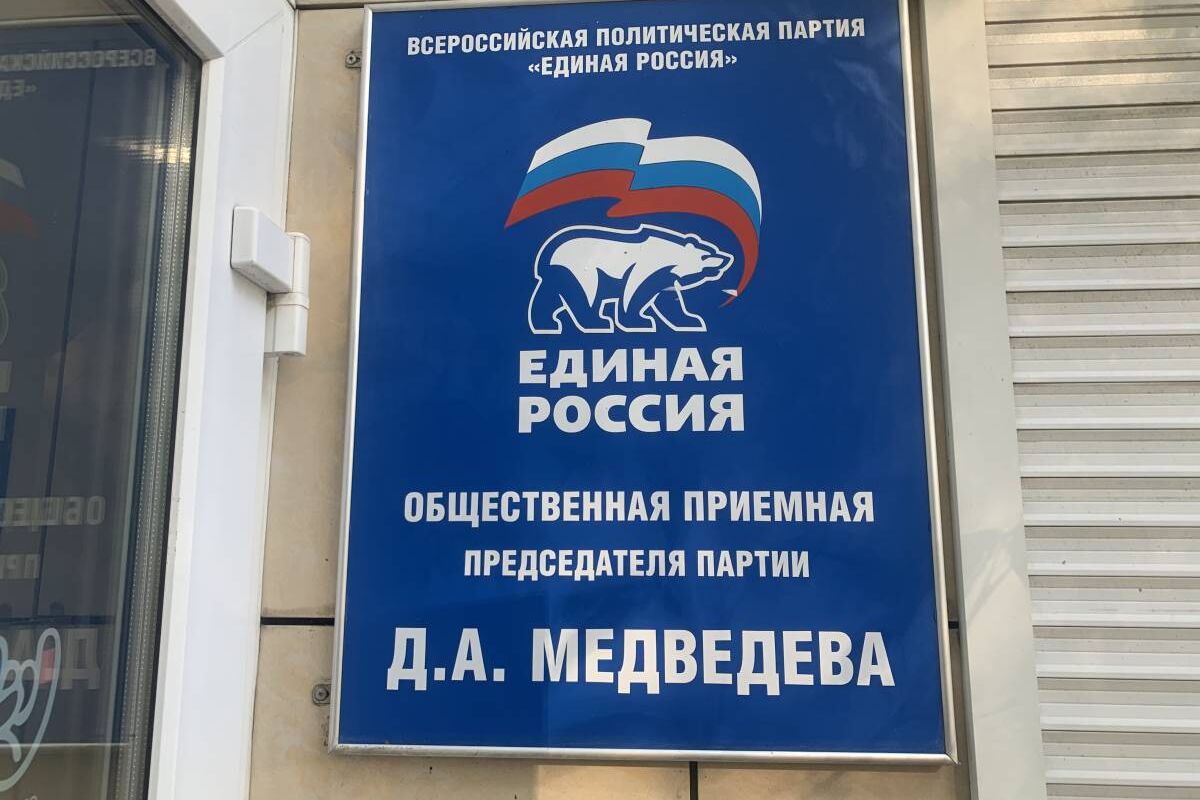 ВСЕРОССИЙСКАЯ ПОЛИТИЧЕСКАЯ ПАРТИЯ
«ЕДИНАЯ РОССИЯ»
ЕДИНАЯ
РОССИЯ
ОБЩЕСТВЕННАЯ ПРИЕМНАЯ
ПРЕДСЕДАТЕЛЯ ПАРТИИ
Д.А. МЕДВЕДЕВА